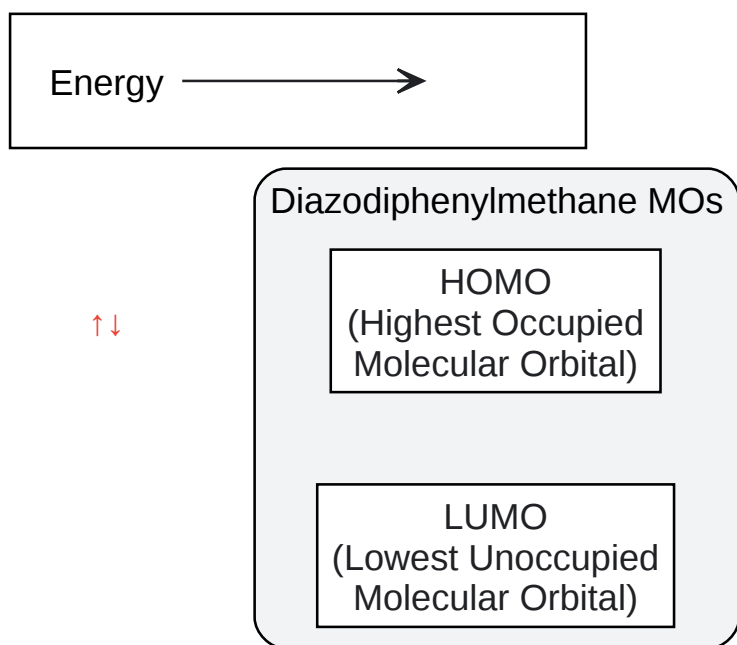 Energy
Diazodiphenylmethane MOs
HOMO
(Highest Occupied
Molecular Orbital)
↑↓
LUMO
(Lowest Unoccupied
Molecular Orbital)